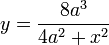 y = \frac{8a^3}{4a^2 + x^2}